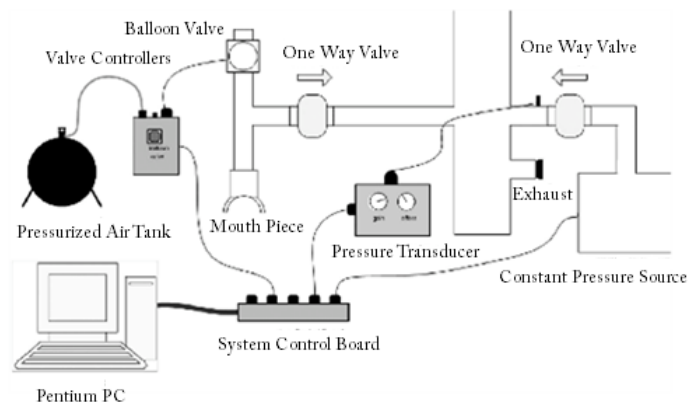 Balloon Valve
Valve Controllers
One Way Valve
One Way Valve
Pressurized Air Tank
Mouth Piece
gain
Pressure Transducer
Exhaust
Constant Pressure Source
System Control Board
Pentium PC